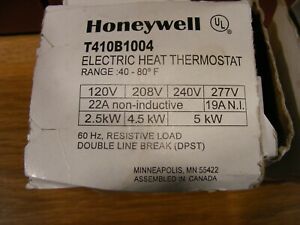 Honeywell
UL
T410B1004
ELECTRIC HEAT THERMOSTAT
RANGE :40 - 80° F
120V 208V 240V 277V
22A non-inductive 19A N.I.
2.5kW 4.5 kW 5 kW
60 Hz, RESISTIVE LOAD
DOUBLE LINE BREAK (DPST)
MINNEAPOLIS, MN 55422
ASSEMBLED IN CANADA